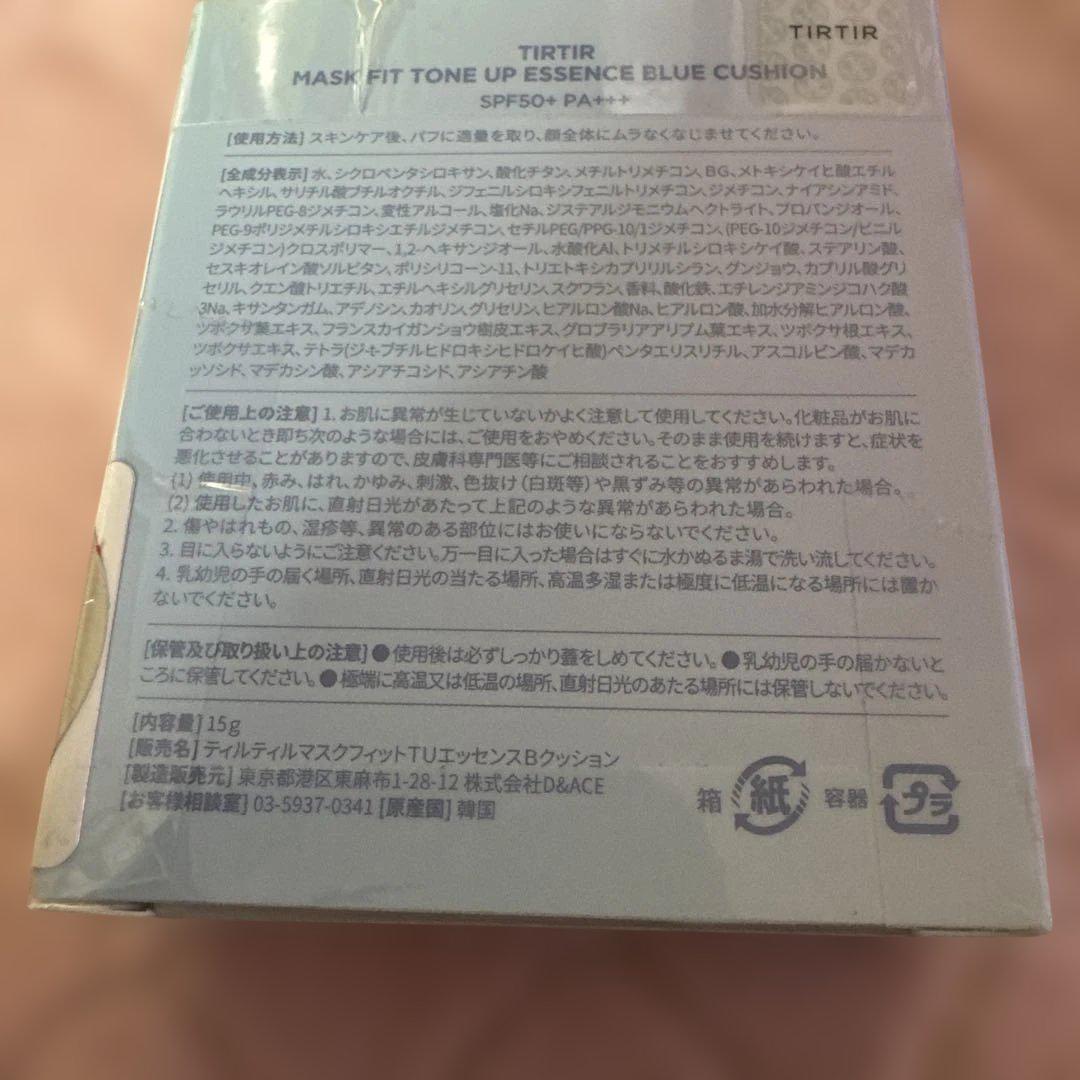 TIRTIR
TIRTIR
MASK FIT TONE UP ESSENCE BLUE CUSHION
SPF50+ PA+++
[使用方法] スキンケア後、パフに適量を取り、顔全体にムラなくなじませてください。
[全成分表示] 水、シクロペンタシロキサン、酸化チタン、メチルトリメチコン、BG、メトキシケイヒ酸エチル
ヘキシル、サリチル酸ブチルオクチル、ジフェニルシロキシフェニルトリメチコン、ジメチコン、ナイアシンアミド、
ラウリルPEG-8ジメチコン、変性アルコール、塩化Na、ジステアルジモニウムヘクトライト、プロパンジオール、
PEG-9ポリジメチルシロキシエチルジメチコン、セチルPEG/PPG-10/1ジメチコン、(PEG-10ジメチコン/ビニル
ジメチコン)クロスポリマー、1,2-ヘキサンジオール、水酸化Al、トリメチルシロキシケイ酸、ステアリン酸、
セスキオレイン酸ソルビタン、ポリシリコーン-11、トリエトキシカプリリルシラン、グンジョウ、カプリル酸グリ
セリル、クエン酸トリエチル、エチルヘキシルグリセリン、スクワラン、香料、酸化鉄、エチレンジアミンジコハク酸
3Na、キサンタンガム、アデノシン、カオリン、グリセリン、ヒアルロン酸Na、ヒアルロン酸、加水分解ヒアルロン酸、
ツボクサ葉エキス、フランスカイガンショウ樹皮エキス、グロブラリアアリプム葉エキス、ツボクサ根エキス、
ツボクサエキス、テトラ(ジ-t-ブチルヒドロキシヒドロケイヒ酸)ペンタエリスリチル、アスコルビン酸、マデカ
ッソシド、マデカシン酸、アシアチコシド、アシアチン酸
[ご使用上の注意] 1. お肌に異常が生じていないかよく注意して使用してください。化粧品がお肌に
合わないとき即ち次のような場合には、ご使用をおやめください。そのまま使用を続けますと、症状を
悪化させることがありますので、皮膚科専門医等にご相談されることをおすすめします。
(1) 使用中、赤み、はれ、かゆみ、刺激、色抜け(白斑等)や黒ずみ等の異常があらわれた場合。
(2) 使用したお肌に、直射日光があたって上記のような異常があらわれた場合。
2. 傷やはれもの、湿疹等、異常のある部位にはお使いにならないでください。
3. 目に入らないようにご注意ください。万一目に入った場合はすぐに水かぬるま湯で洗い流してください。
4. 乳幼児の手の届く場所、直射日光の当たる場所、高温多湿または極度に低温になる場所には置か
ないでください。
[保管及び取り扱い上の注意] ●使用後は必ずしっかり蓋をしめてください。●乳幼児の手の届かないと
ころに保管してください。●極端に高温又は低温の場所、直射日光のあたる場所には保管しないでください。
[内容量] 15g
[販売名] ティルティルマスクフィットTUエッセンスBクッション
[製造販売元] 東京都港区東麻布1-28-12 株式会社D&ACE
[お客様相談室] 03-5937-0341 [原産国] 韓国
箱 紙 容器 プラ